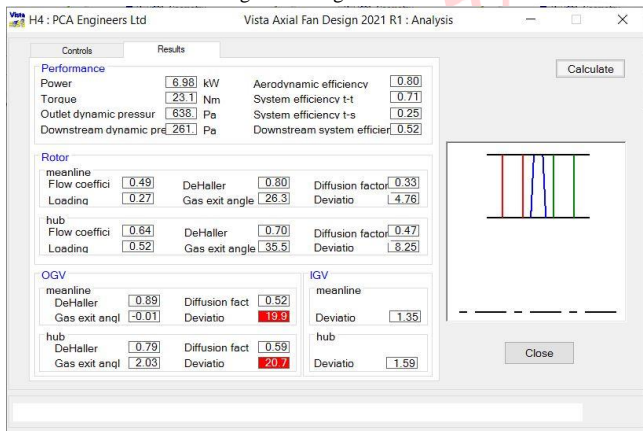 Vista H4 : PCA Engineers Ltd Vista Axial Fan Design 2021 R1 : Analysis
Controls Results
Calculate
Performance
Power 6.98 kW Aerodynamic efficiency 0.80
Torque 23.1 Nm System efficiency t-t 0.71
Outlet dynamic pressur 638. Pa System efficiency t-s 0.25
Downstream dynamic pre 261. Pa Downstream system efficier 0.52
Rotor
meanline
Flow coeffici 0.49 DeHaller 0.80 Diffusion factor 0.33
Loading 0.27 Gas exit angle 26.3 Deviatio 4.76
hub
Flow coeffici 0.64 DeHaller 0.70 Diffusion factor 0.47
Loading 0.52 Gas exit angle 35.5 Deviatio 8.25
OGV IGV
meanline meanline
DeHaller 0.89 Diffusion fact 0.52
Gas exit angl -0.01 Deviatio 19.9 Deviatio 1.35
hub hub
DeHaller 0.79 Diffusion fact 0.59
Gas exit angl 2.03 Deviatio 20.7 Deviatio 1.59
Close